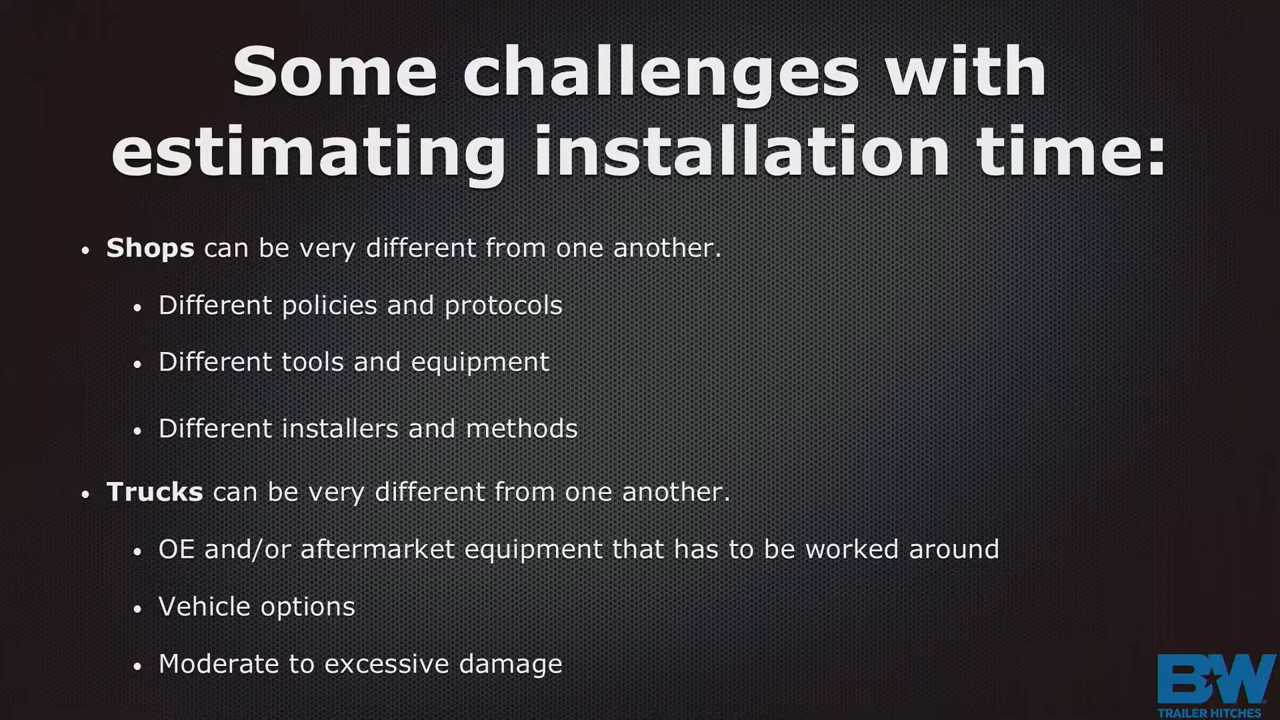 Some challenges with
estimating installation time:
• Shops can be very different from one another.
• Different policies and protocols
• Different tools and equipment
• Different installers and methods
• Trucks can be very different from one another.
• OE and/or aftermarket equipment that has to be worked around
• Vehicle options
• Moderate to excessive damage
B&W
TRAILER HITCHES